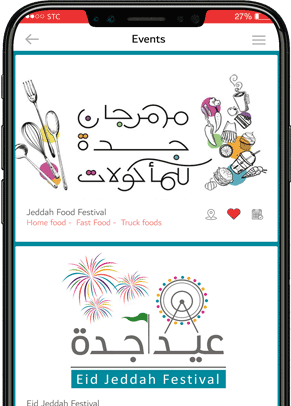 STC 27%
Events
مهرجان
جدة
للمأكولات
Jeddah Food Festival
Home food - Fast Food - Truck foods
عيد جدة
Eid Jeddah Festival
Eid Jeddah Festival